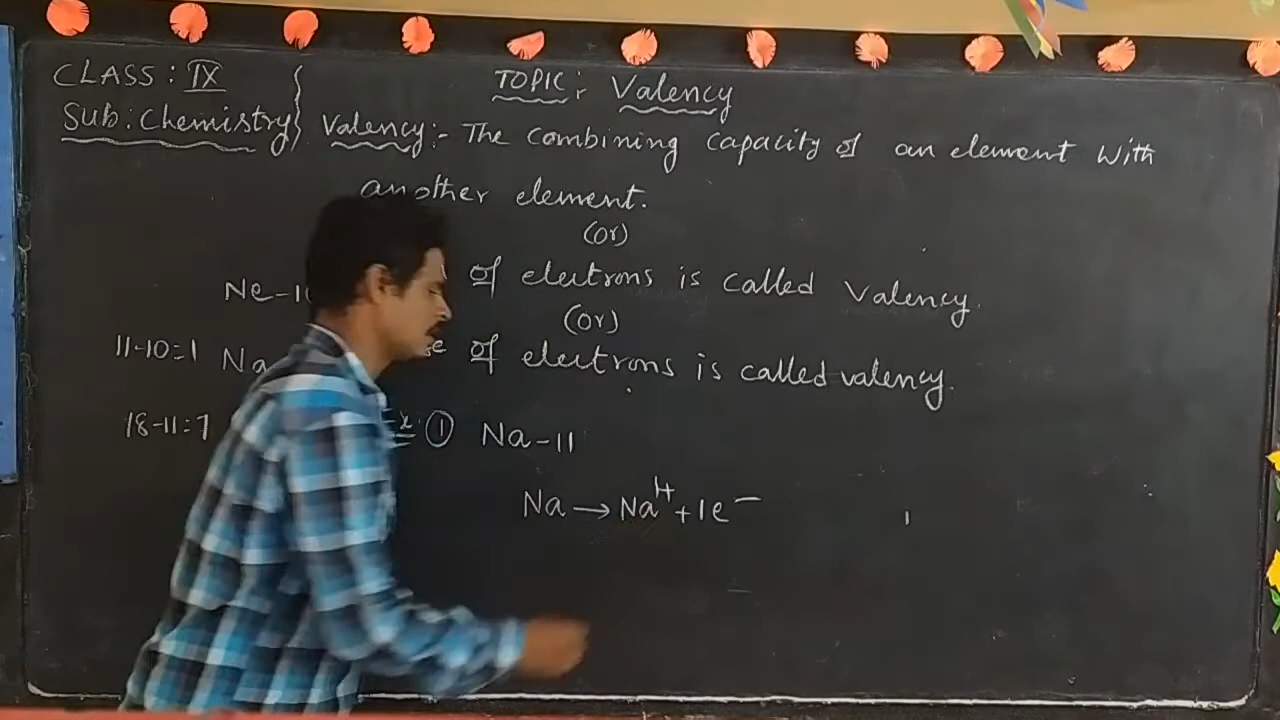 CLASS: IX
Sub: Chemistry
TOPIC: Valency
Valency:- The combining capacity of an element with
another element.
(or)
of electrons is called Valency.
(or)
of electrons is called valency.
Ne-10
11-10=1 Na
18-11=7
Ex: ① Na-11
Na → Na¹⁺ + 1e⁻